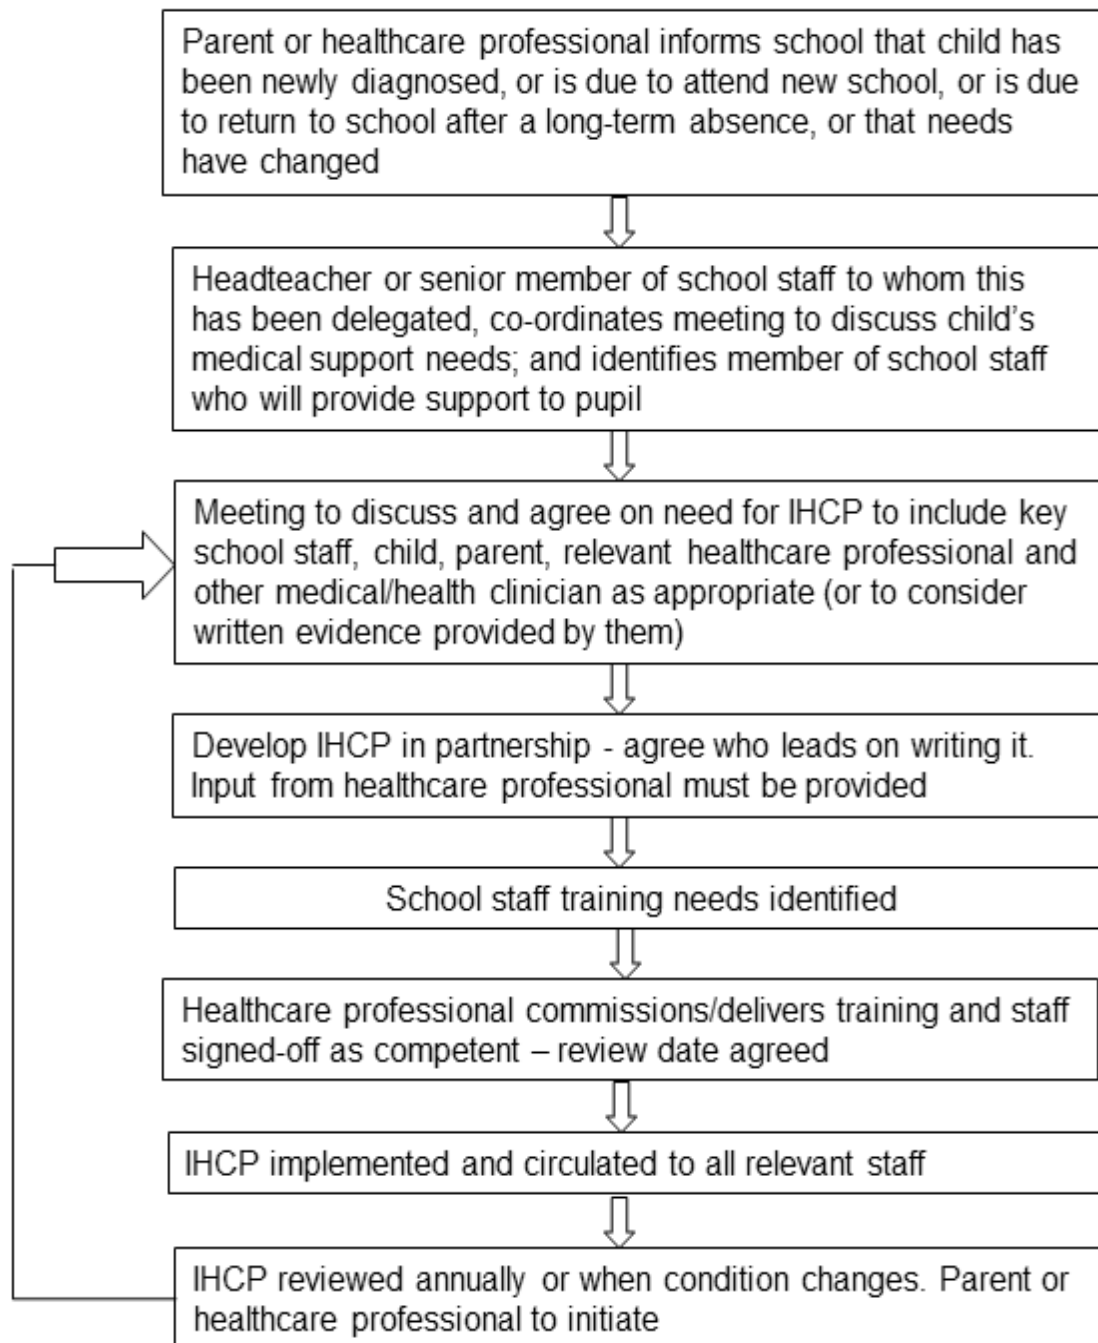 Parent or healthcare professional informs school that child has
been newly diagnosed, or is due to attend new school, or is due
to return to school after a long-term absence, or that needs
have changed
Headteacher or senior member of school staff to whom this
has been delegated, co-ordinates meeting to discuss child's
medical support needs; and identifies member of school staff
who will provide support to pupil
Meeting to discuss and agree on need for IHCP to include key
school staff, child, parent, relevant healthcare professional and
other medical/health clinician as appropriate (or to consider
written evidence provided by them)
Develop IHCP in partnership - agree who leads on writing it.
Input from healthcare professional must be provided
School staff training needs identified
Healthcare professional commissions/delivers training and staff
signed-off as competent – review date agreed
IHCP implemented and circulated to all relevant staff
IHCP reviewed annually or when condition changes. Parent or
healthcare professional to initiate